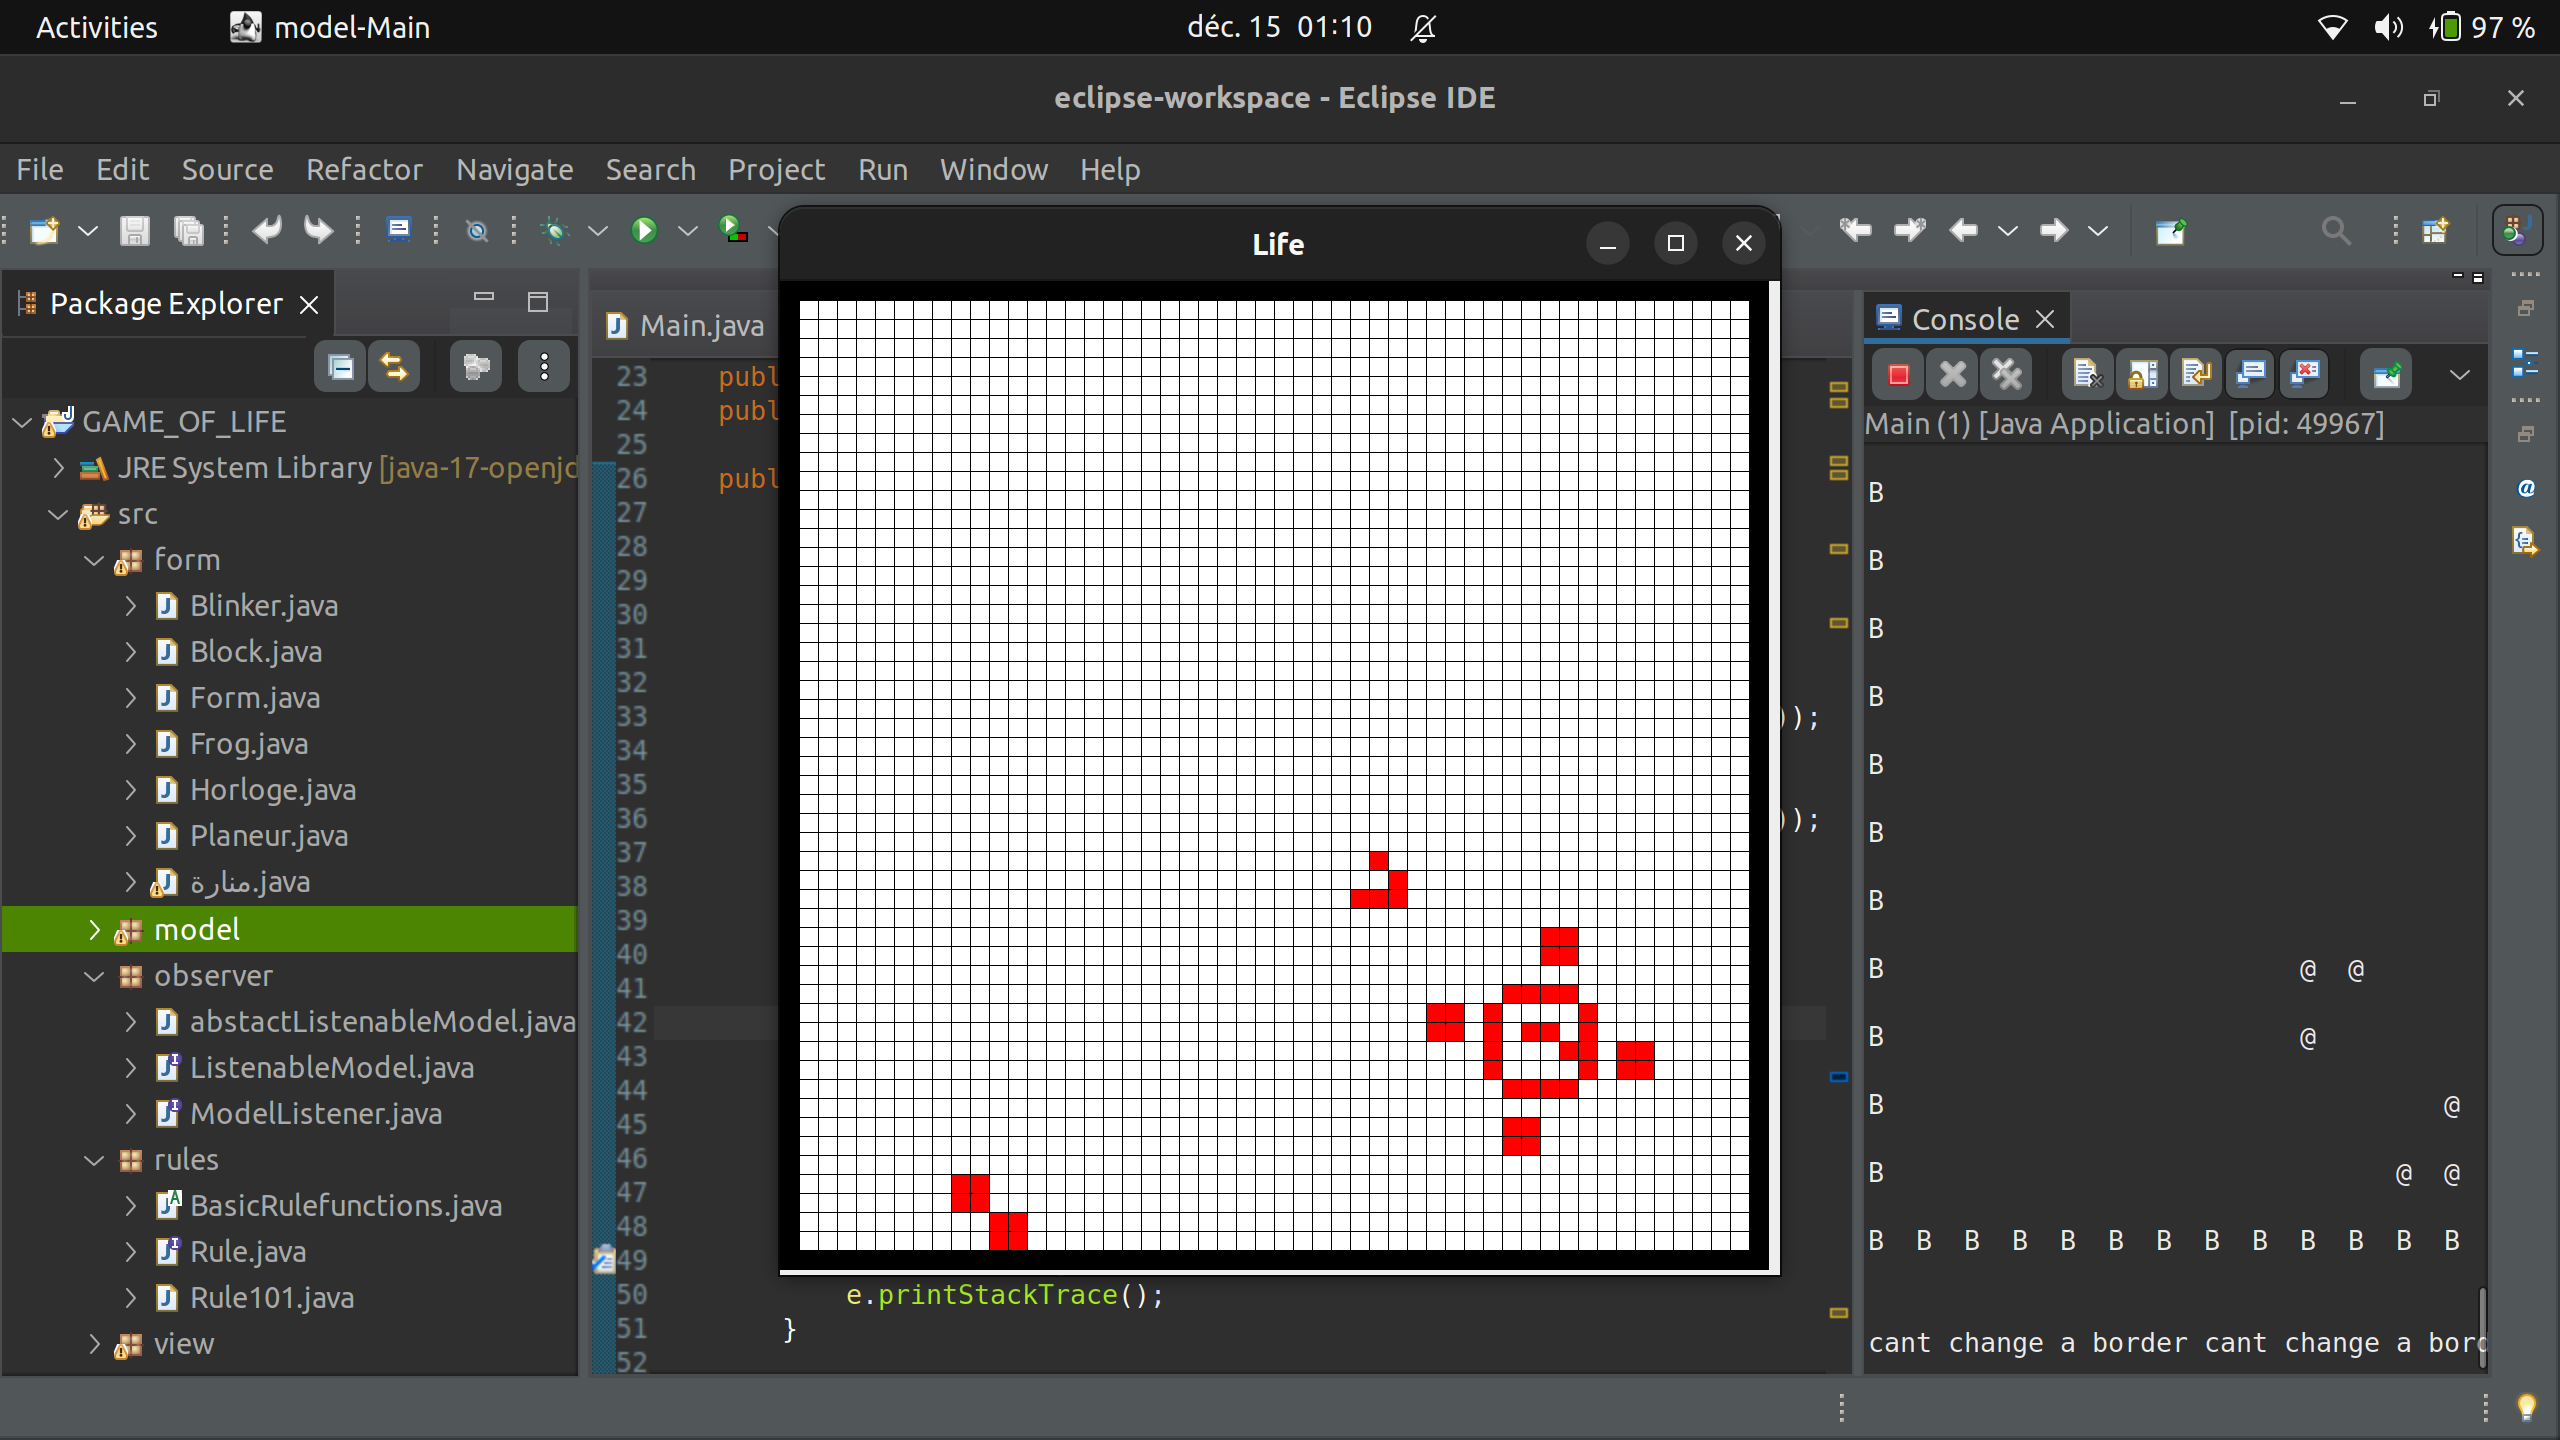 Activities model-Main déc. 15 01:10 97 %
eclipse-workspace - Eclipse IDE
File Edit Source Refactor Navigate Search Project Run Window Help
Life
Package Explorer
GAME_OF_LIFE
JRE System Library [java-17-openjd
src
form
Blinker.java
Block.java
Form.java
Frog.java
Horloge.java
Planeur.java
منارة.java
model
observer
abstactListenableModel.java
ListenableModel.java
ModelListener.java
rules
BasicRulefunctions.java
Rule.java
Rule101.java
view
Main.java
23 publ
24 publ
25
26 publ
27
28
29
30
31
32
33 ));
34
35
36 ));
37
38
39
40
41
42
43
44
45
46
47
48
49
50 e.printStackTrace();
51 }
52
Console
Main (1) [Java Application] [pid: 49967]
B
B
B
B
B
B
B
B @ @
B @
B @
B @ @
B B B B B B B B B B B B B
cant change a border cant change a bord